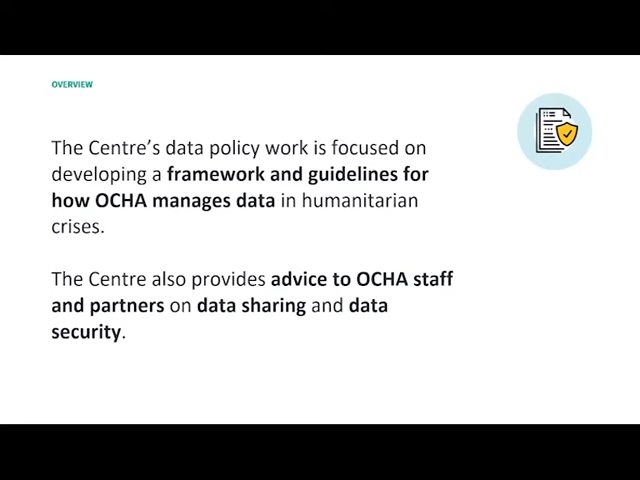 OVERVIEW
The Centre’s data policy work is focused on
developing a framework and guidelines for
how OCHA manages data in humanitarian
crises.
The Centre also provides advice to OCHA staff
and partners on data sharing and data
security.